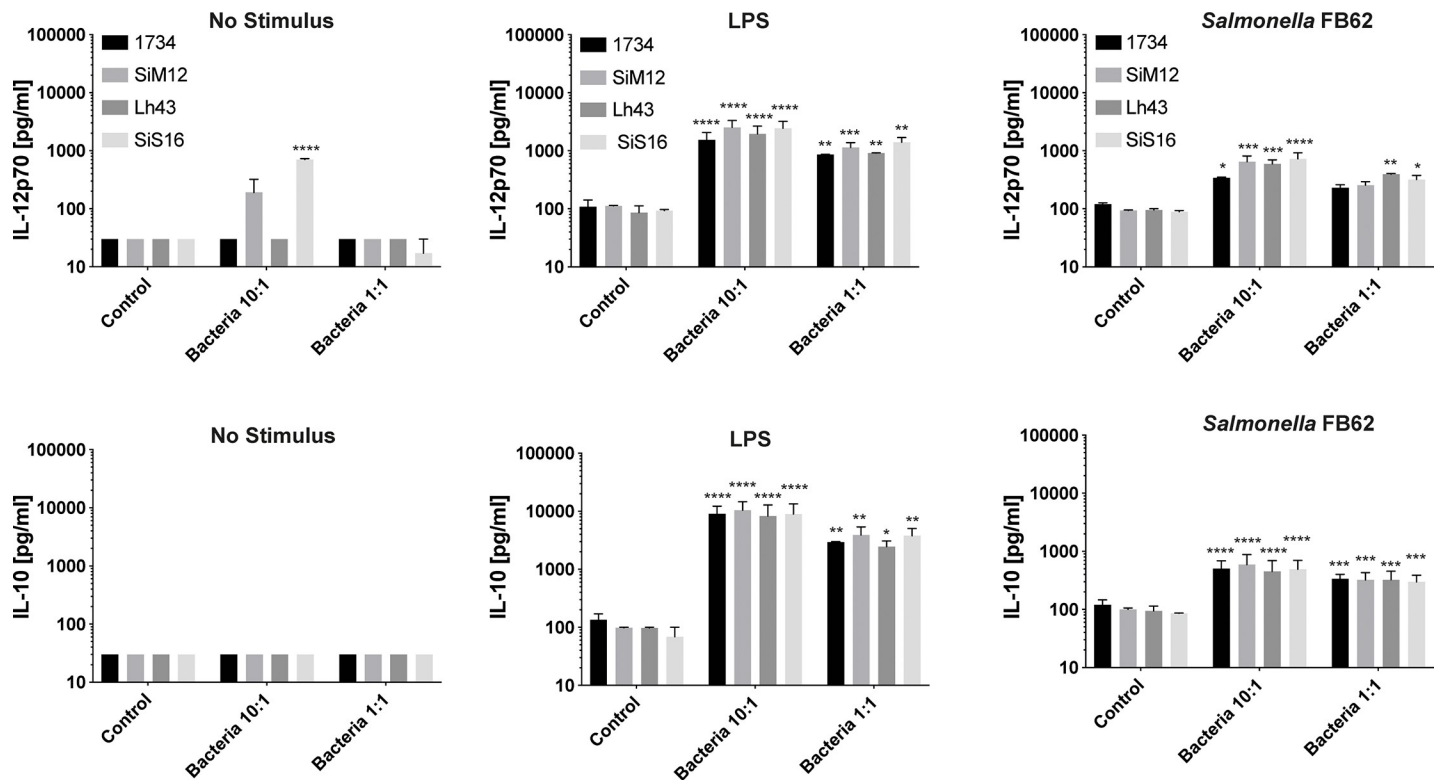 No Stimulus
IL-12p70 [pg/ml]
100000
10000
1000
100
10
1734
SiM12
Lh43
SiS16
****
Control
Bacteria 10:1
Bacteria 1:1
LPS
IL-12p70 [pg/ml]
100000
10000
1000
100
10
1734
SiM12
Lh43
SiS16
**** **** **** ****
** *** ** **
Control
Bacteria 10:1
Bacteria 1:1
Salmonella FB62
IL-12p70 [pg/ml]
100000
10000
1000
100
10
1734
SiM12
Lh43
SiS16
* *** *** ****
** *
Control
Bacteria 10:1
Bacteria 1:1
No Stimulus
IL-10 [pg/ml]
100000
10000
1000
100
10
Control
Bacteria 10:1
Bacteria 1:1
LPS
IL-10 [pg/ml]
100000
10000
1000
100
10
**** **** **** ****
** ** * **
Control
Bacteria 10:1
Bacteria 1:1
Salmonella FB62
IL-10 [pg/ml]
100000
10000
1000
100
10
**** **** **** ****
*** *** *** ***
Control
Bacteria 10:1
Bacteria 1:1